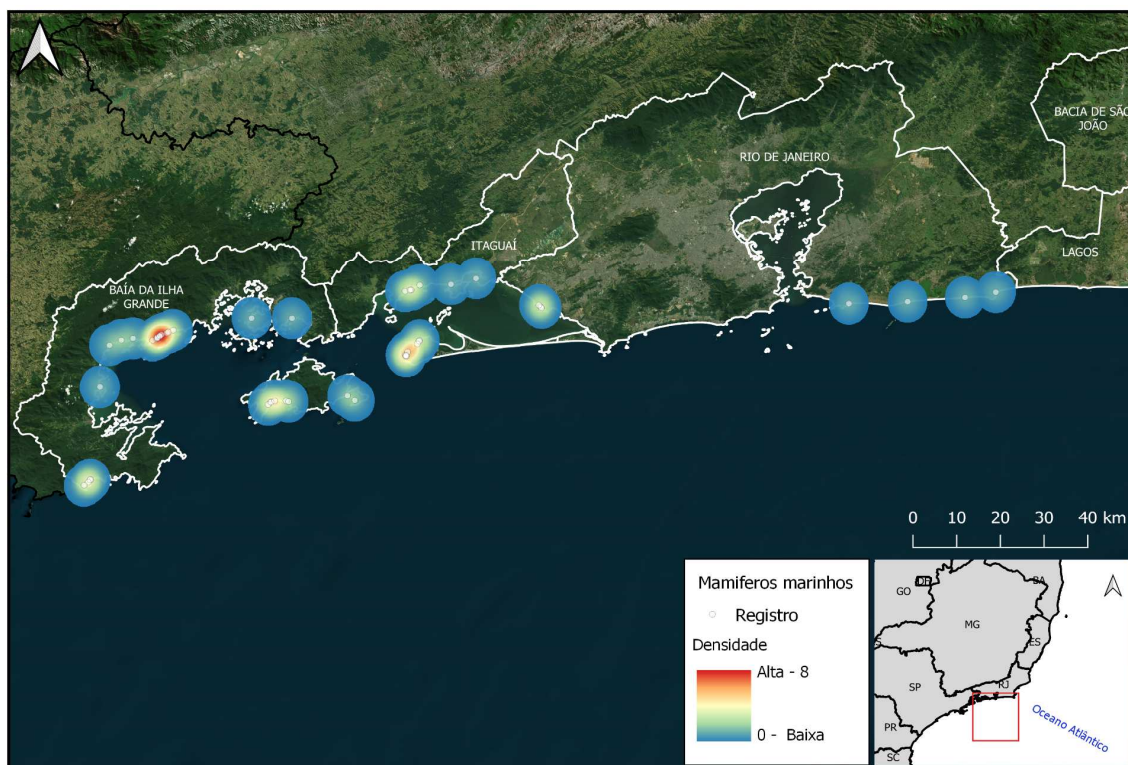 BACIA DE SÃO
JOÃO
RIO DE JANEIRO
ITAGUAÍ
LAGOS
BAÍA DA ILHA
GRANDE
0 10 20 30 40 km
Mamiferos marinhos
Registro
Densidade
Alta - 8
0 - Baixa
GO
DF
BA
MG
ES
SP
RJ
PR
SC
Oceano Atlântico